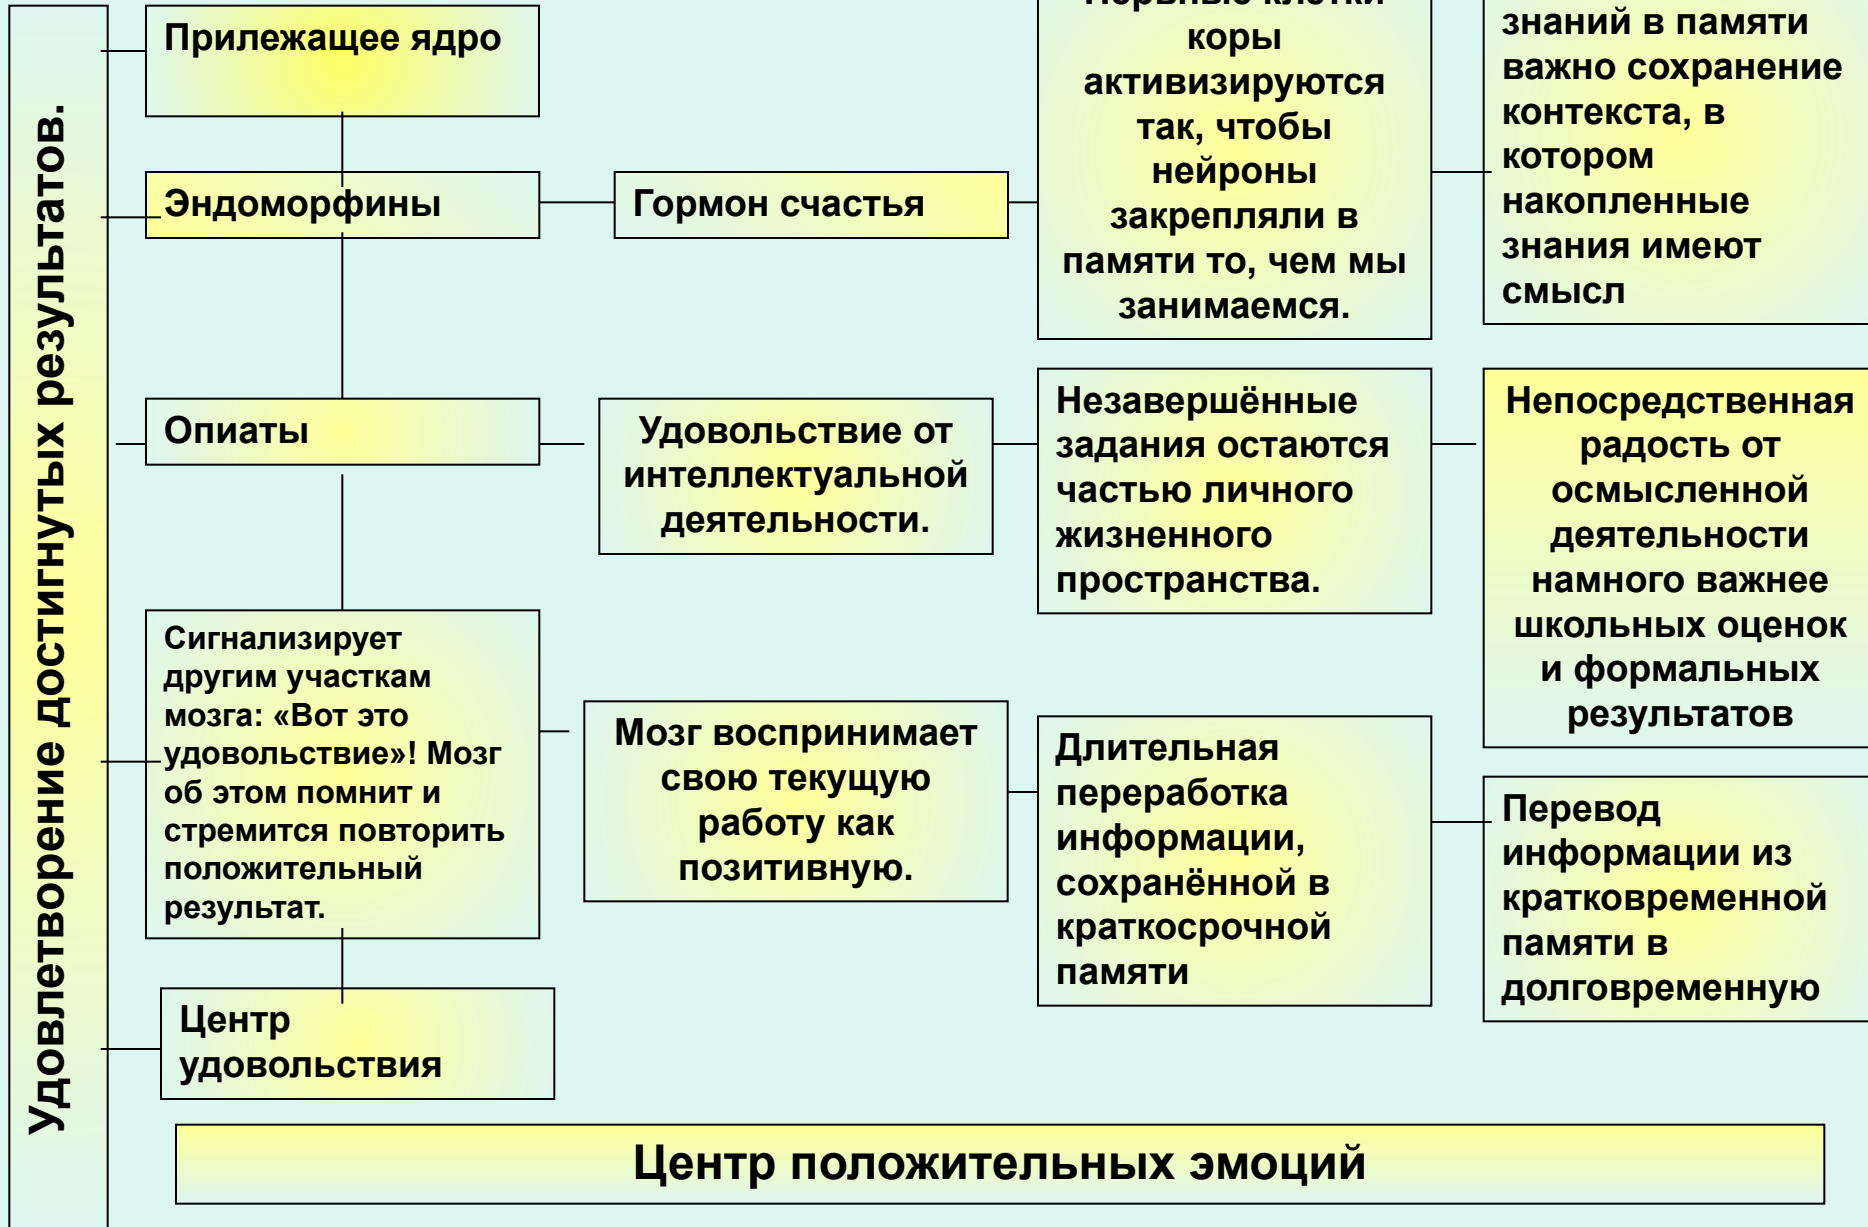 Удовлетворение достигнутых результатов.
Прилежащее ядро
Эндоморфины
Гормон счастья
клетки
коры
активизируются
так, чтобы
нейроны
закрепляли в
памяти то, чем мы
занимаемся.
знаний в памяти
важно сохранение
контекста, в
котором
накопленные
знания имеют
смысл
Опиаты
Удовольствие от
интеллектуальной
деятельности.
Незавершённые
задания остаются
частью личного
жизненного
пространства.
Непосредственная
радость от
осмысленной
деятельности
намного важнее
школьных оценок
и формальных
результатов
Сигнализирует
другим участкам
мозга: «Вот это
удовольствие»! Мозг
об этом помнит и
стремится повторить
положительный
результат.
Мозг воспринимает
свою текущую
работу как
позитивную.
Длительная
переработка
информации,
сохранённой в
краткосрочной
памяти
Перевод
информации из
кратковременной
памяти в
долговременную
Центр
удовольствия
Центр положительных эмоций